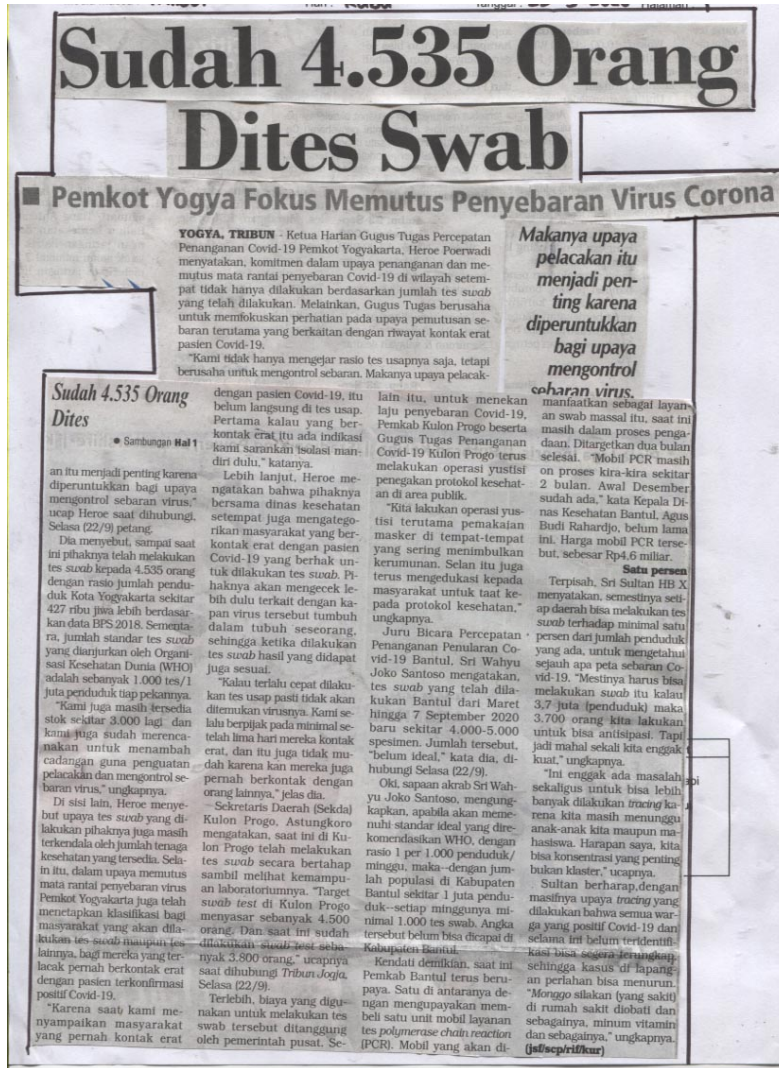 Sudah 4.535 Orang
Dites Swab
■ Pemkot Yogya Fokus Memutus Penyebaran Virus Corona
YOGYA, TRIBUN - Ketua Harian Gugus Tugas Percepatan
Penanganan Covid-19 Pemkot Yogyakarta, Heroe Poerwadi
menyatakan, komitmen dalam upaya penanganan dan me-
mutus mata rantai penyebaran Covid-19 di wilayah setem-
pat tidak hanya dilakukan berdasarkan jumlah tes swab
yang telah dilakukan. Melainkan, Gugus Tugas berusaha
untuk memfokuskan perhatian pada upaya pemutusan se-
baran terutama yang berkaitan dengan riwayat kontak erat
pasien Covid-19.
"Kami tidak hanya mengejar rasio tes usapnya saja, tetapi
berusaha untuk mengontrol sebaran. Makanya upaya pelacak-
Makanya upaya
pelacakan itu
menjadi pen-
ting karena
diperuntukkan
bagi upaya
mengontrol
sebaran virus.
Sudah 4.535 Orang
Dites
● Sambungan Hal 1
an itu menjadi penting karena
diperuntukkan bagi upaya
mengontrol sebaran virus,"
ucap Heroe saat dihubungi,
Selasa (22/9) petang.
Dia menyebut, sampai saat
ini pihaknya telah melakukan
tes swab kepada 4.535 orang
dengan rasio jumlah pendu-
duk Kota Yogyakarta sekitar
427 ribu jiwa lebih berdasar-
kan data BPS 2018. Sementa-
ra, jumlah standar tes swab
yang dianjurkan oleh Organi-
sasi Kesehatan Dunia (WHO)
adalah sebanyak 1.000 tes/1
juta penduduk tiap pekannya.
"Kami juga masih tersedia
stok sekitar 3.000 lagi dan
kami juga sudah merenca-
nakan untuk menambah
cadangan guna penguatan
pelacakan dan mengontrol se-
baran virus," ungkapnya.
Di sisi lain, Heroe menye-
but upaya tes swab yang di-
lakukan pihaknya juga masih
terkendala oleh jumlah tenaga
kesehatan yang tersedia. Sela-
in itu, dalam upaya memutus
mata rantai penyebaran virus
Pemkot Yogyakarta juga telah
menetapkan klasifikasi bagi
masyarakat yang akan dila-
kukan tes swab maupun tes
lainnya, bagi mereka yang ter-
lacak pernah berkontak erat
dengan pasien terkonfirmasi
positif Covid-19.
"Karena saat kami me-
nyampaikan masyarakat
yang pernah kontak erat
dengan pasien Covid-19, itu
belum langsung di tes usap.
Pertama kalau yang ber-
kontak erat itu ada indikasi
kami sarankan isolasi man-
diri dulu," katanya.
Lebih lanjut, Heroe me-
ngatakan bahwa pihaknya
bersama dinas kesehatan
setempat juga mengatego-
rikan masyarakat yang ber-
kontak erat dengan pasien
Covid-19 yang berhak un-
tuk dilakukan tes swab. Pi-
haknya akan mengecek le-
bih dulu terkait dengan ka-
pan virus tersebut tumbuh
dalam tubuh seseorang,
sehingga ketika dilakukan
tes swab hasil yang didapat
juga sesuai.
"Kalau terlalu cepat dilaku-
kan tes usap pasti tidak akan
ditemukan virusnya. Kami se-
lalu berpijak pada minimal se-
telah lima hari mereka kontak
erat, dan itu juga tidak mu-
dah karena kan mereka juga
pernah berkontak dengan
orang lainnya," jelas dia.
Sekretaris Daerah (Sekda)
Kulon Progo, Astungkoro
mengatakan, saat ini di Ku-
lon Progo telah melakukan
tes swab secara bertahap
sambil melihat kemampu-
an laboratoriumnya. "Target
swab test di Kulon Progo
menyasar sebanyak 4.500
orang. Dan saat ini sudah
dilakukan swab test seba-
nyak 3.800 orang," ucapnya
saat dihubungi Tribun Jogja,
Selasa (22/9).
Terlebih, biaya yang digu-
nakan untuk melakukan tes
swab tersebut ditanggung
oleh pemerintah pusat. Se-
lain itu, untuk menekan
laju penyebaran Covid-19,
Pemkab Kulon Progo beserta
Gugus Tugas Penanganan
Covid-19 Kulon Progo terus
melakukan operasi yustisi
penegakan protokol kesehat-
an di area publik.
"Kita lakukan operasi yus-
tisi terutama pemakaian
masker di tempat-tempat
yang sering menimbulkan
kerumunan. Selan itu juga
terus mengedukasi kepada
masyarakat untuk taat ke-
pada protokol kesehatan,"
ungkapnya.
Juru Bicara Percepatan
Penanganan Penularan Co-
vid-19 Bantul, Sri Wahyu
Joko Santoso mengatakan,
tes swab yang telah dila-
kukan Bantul dari Maret
hingga 7 September 2020
baru sekitar 4.000-5.000
spesimen. Jumlah tersebut,
"belum ideal," kata dia, di-
hubungi Selasa (22/9).
Oki, sapaan akrab Sri Wah-
yu Joko Santoso, mengung-
kapkan, apabila akan meme-
nuhi standar ideal yang dire-
komendasikan WHO, dengan
rasio 1 per 1.000 penduduk/
minggu, maka--dengan jum-
lah populasi di Kabupaten
Bantul sekitar 1 juta pendu-
duk--setiap minggunya mi-
nimal 1.000 tes swab. Angka
tersebut belum bisa dicapai di
Kabupaten Bantul.
Kendati demikian, saat ini
Pemkab Bantul terus beru-
paya. Satu di antaranya de-
ngan mengupayakan mem-
beli satu unit mobil layanan
tes polymerase chain reaction
(PCR). Mobil yang akan di-
manfaatkan sebagai layan-
an swab massal itu, saat ini
masih dalam proses penga-
daan. Ditargetkan dua bulan
selesai. "Mobil PCR masih
on proses kira-kira sekitar
2 bulan. Awal Desember
sudah ada," kata Kepala Di-
nas Kesehatan Bantul, Agus
Budi Rahardjo, belum lama
ini. Harga mobil PCR terse-
but, sebesar Rp4,6 miliar.
Satu persen
Terpisah, Sri Sultan HB X
menyatakan, semestinya seti-
ap daerah bisa melakukan tes
swab terhadap minimal satu
persen dari jumlah penduduk
yang ada, untuk mengetahui
sejauh apa peta sebaran Co-
vid-19. "Mestinya harus bisa
melakukan swab itu kalau
3,7 juta (penduduk) maka
3.700 orang kita lakukan
untuk bisa antisipasi. Tapi
jadi mahal sekali kita enggak
kuat," ungkapnya.
"Ini enggak ada masalah
sekaligus untuk bisa lebih
banyak dilakukan tracing ka-
rena kita masih menunggu
anak-anak kita maupun ma-
hasiswa. Harapan saya, kita
bisa konsentrasi yang penting
bukan klaster," ucapnya.
Sultan berharap,dengan
masifnya upaya tracing yang
dilakukan bahwa semua war-
ga yang positif Covid-19 dan
selama ini belum teridentifi-
kasi bisa segera terungkap,
sehingga kasus di lapang-
an perlahan bisa menurun.
"Monggo silakan (yang sakit)
di rumah sakit diobati dan
sebagainya, minum vitamin
dan sebagainya," ungkapnya.
(jsf/scp/rif/kur)